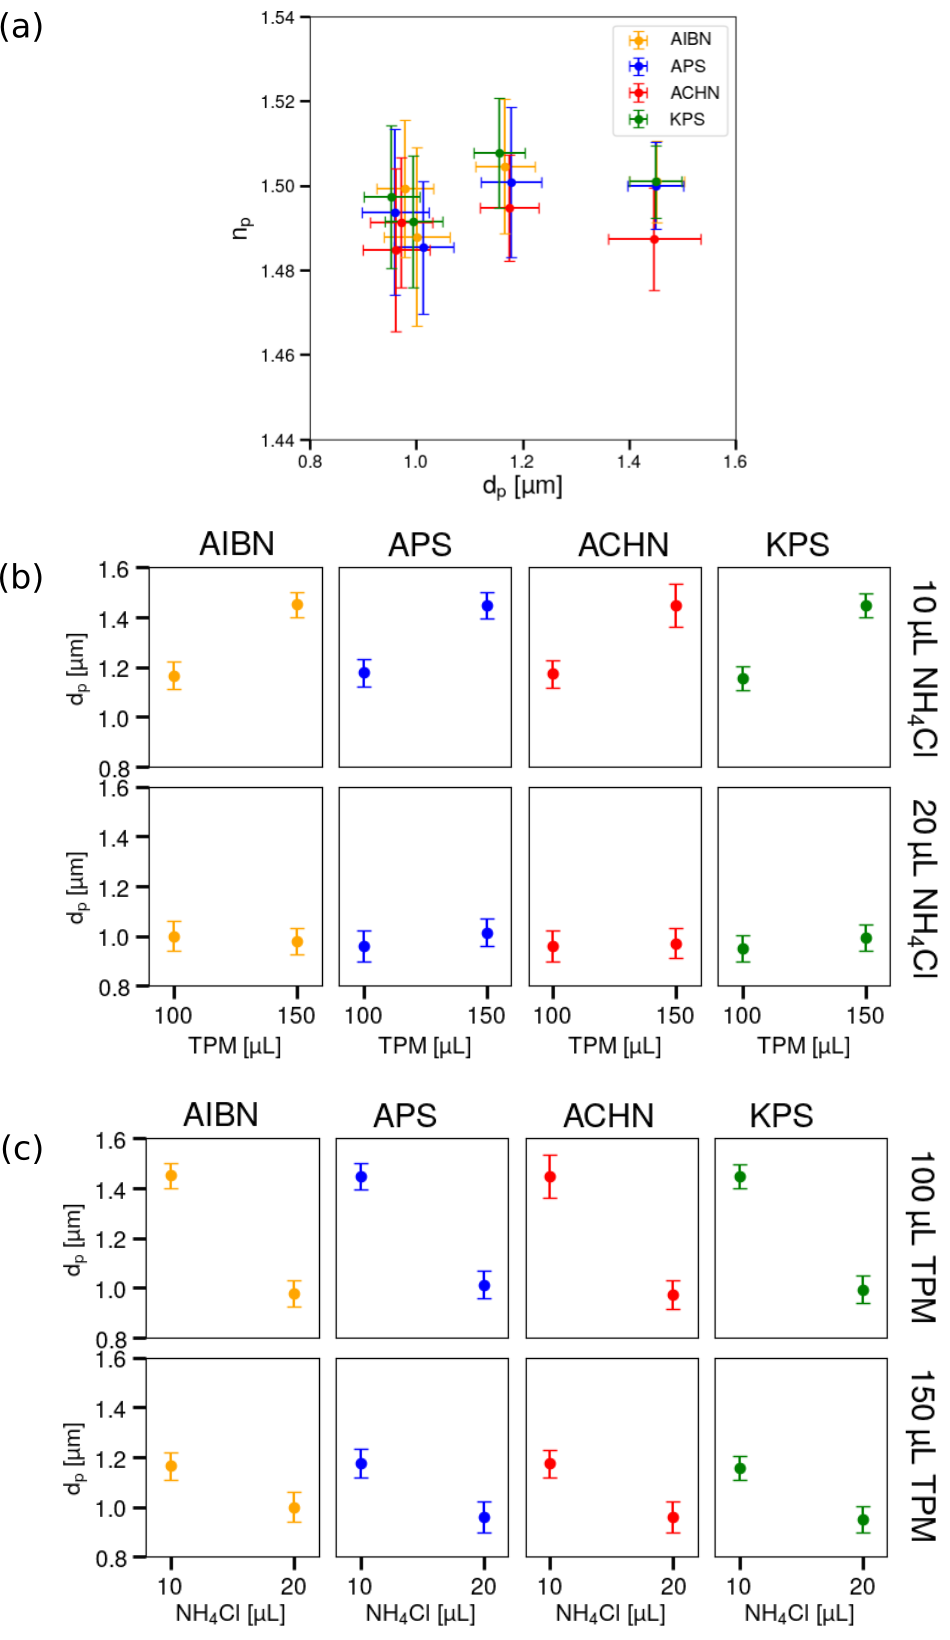 (a)
1.54
1.52
1.50
1.48
1.46
1.44
nₚ
AIBN
APS
ACHN
KPS
0.8 1.0 1.2 1.4 1.6
dₚ [µm]
(b)
AIBN APS ACHN KPS
1.6
1.4
1.2
1.0
0.8
dₚ [µm]
10 µL NH₄Cl
1.6
1.4
1.2
1.0
0.8
dₚ [µm]
20 µL NH₄Cl
100 150 100 150 100 150 100 150
TPM [µL] TPM [µL] TPM [µL] TPM [µL]
(c)
AIBN APS ACHN KPS
1.6
1.4
1.2
1.0
0.8
dₚ [µm]
100 µL TPM
1.6
1.4
1.2
1.0
0.8
dₚ [µm]
150 µL TPM
10 20 10 20 10 20 10 20
NH₄Cl [µL] NH₄Cl [µL] NH₄Cl [µL] NH₄Cl [µL]